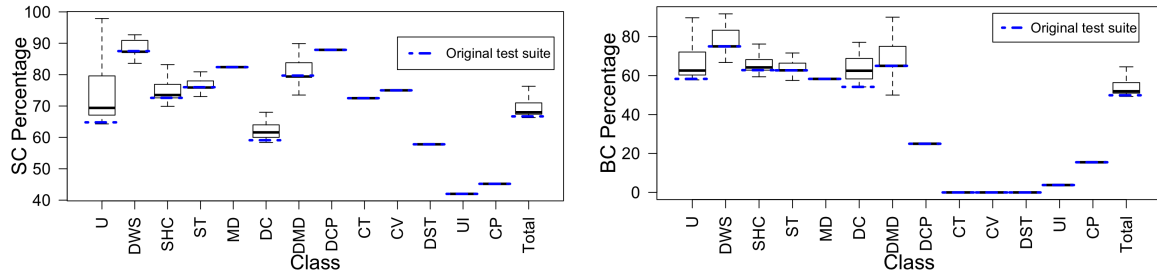 SC Percentage
100
90
80
70
60
50
40
Original test suite
U
DWS
SHC
ST
MD
DC
DMD
DCP
CT
CV
DST
UI
CP
Total
Class
BC Percentage
80
60
40
20
0
Original test suite
U
DWS
SHC
ST
MD
DC
DMD
DCP
CT
CV
DST
UI
CP
Total
Class